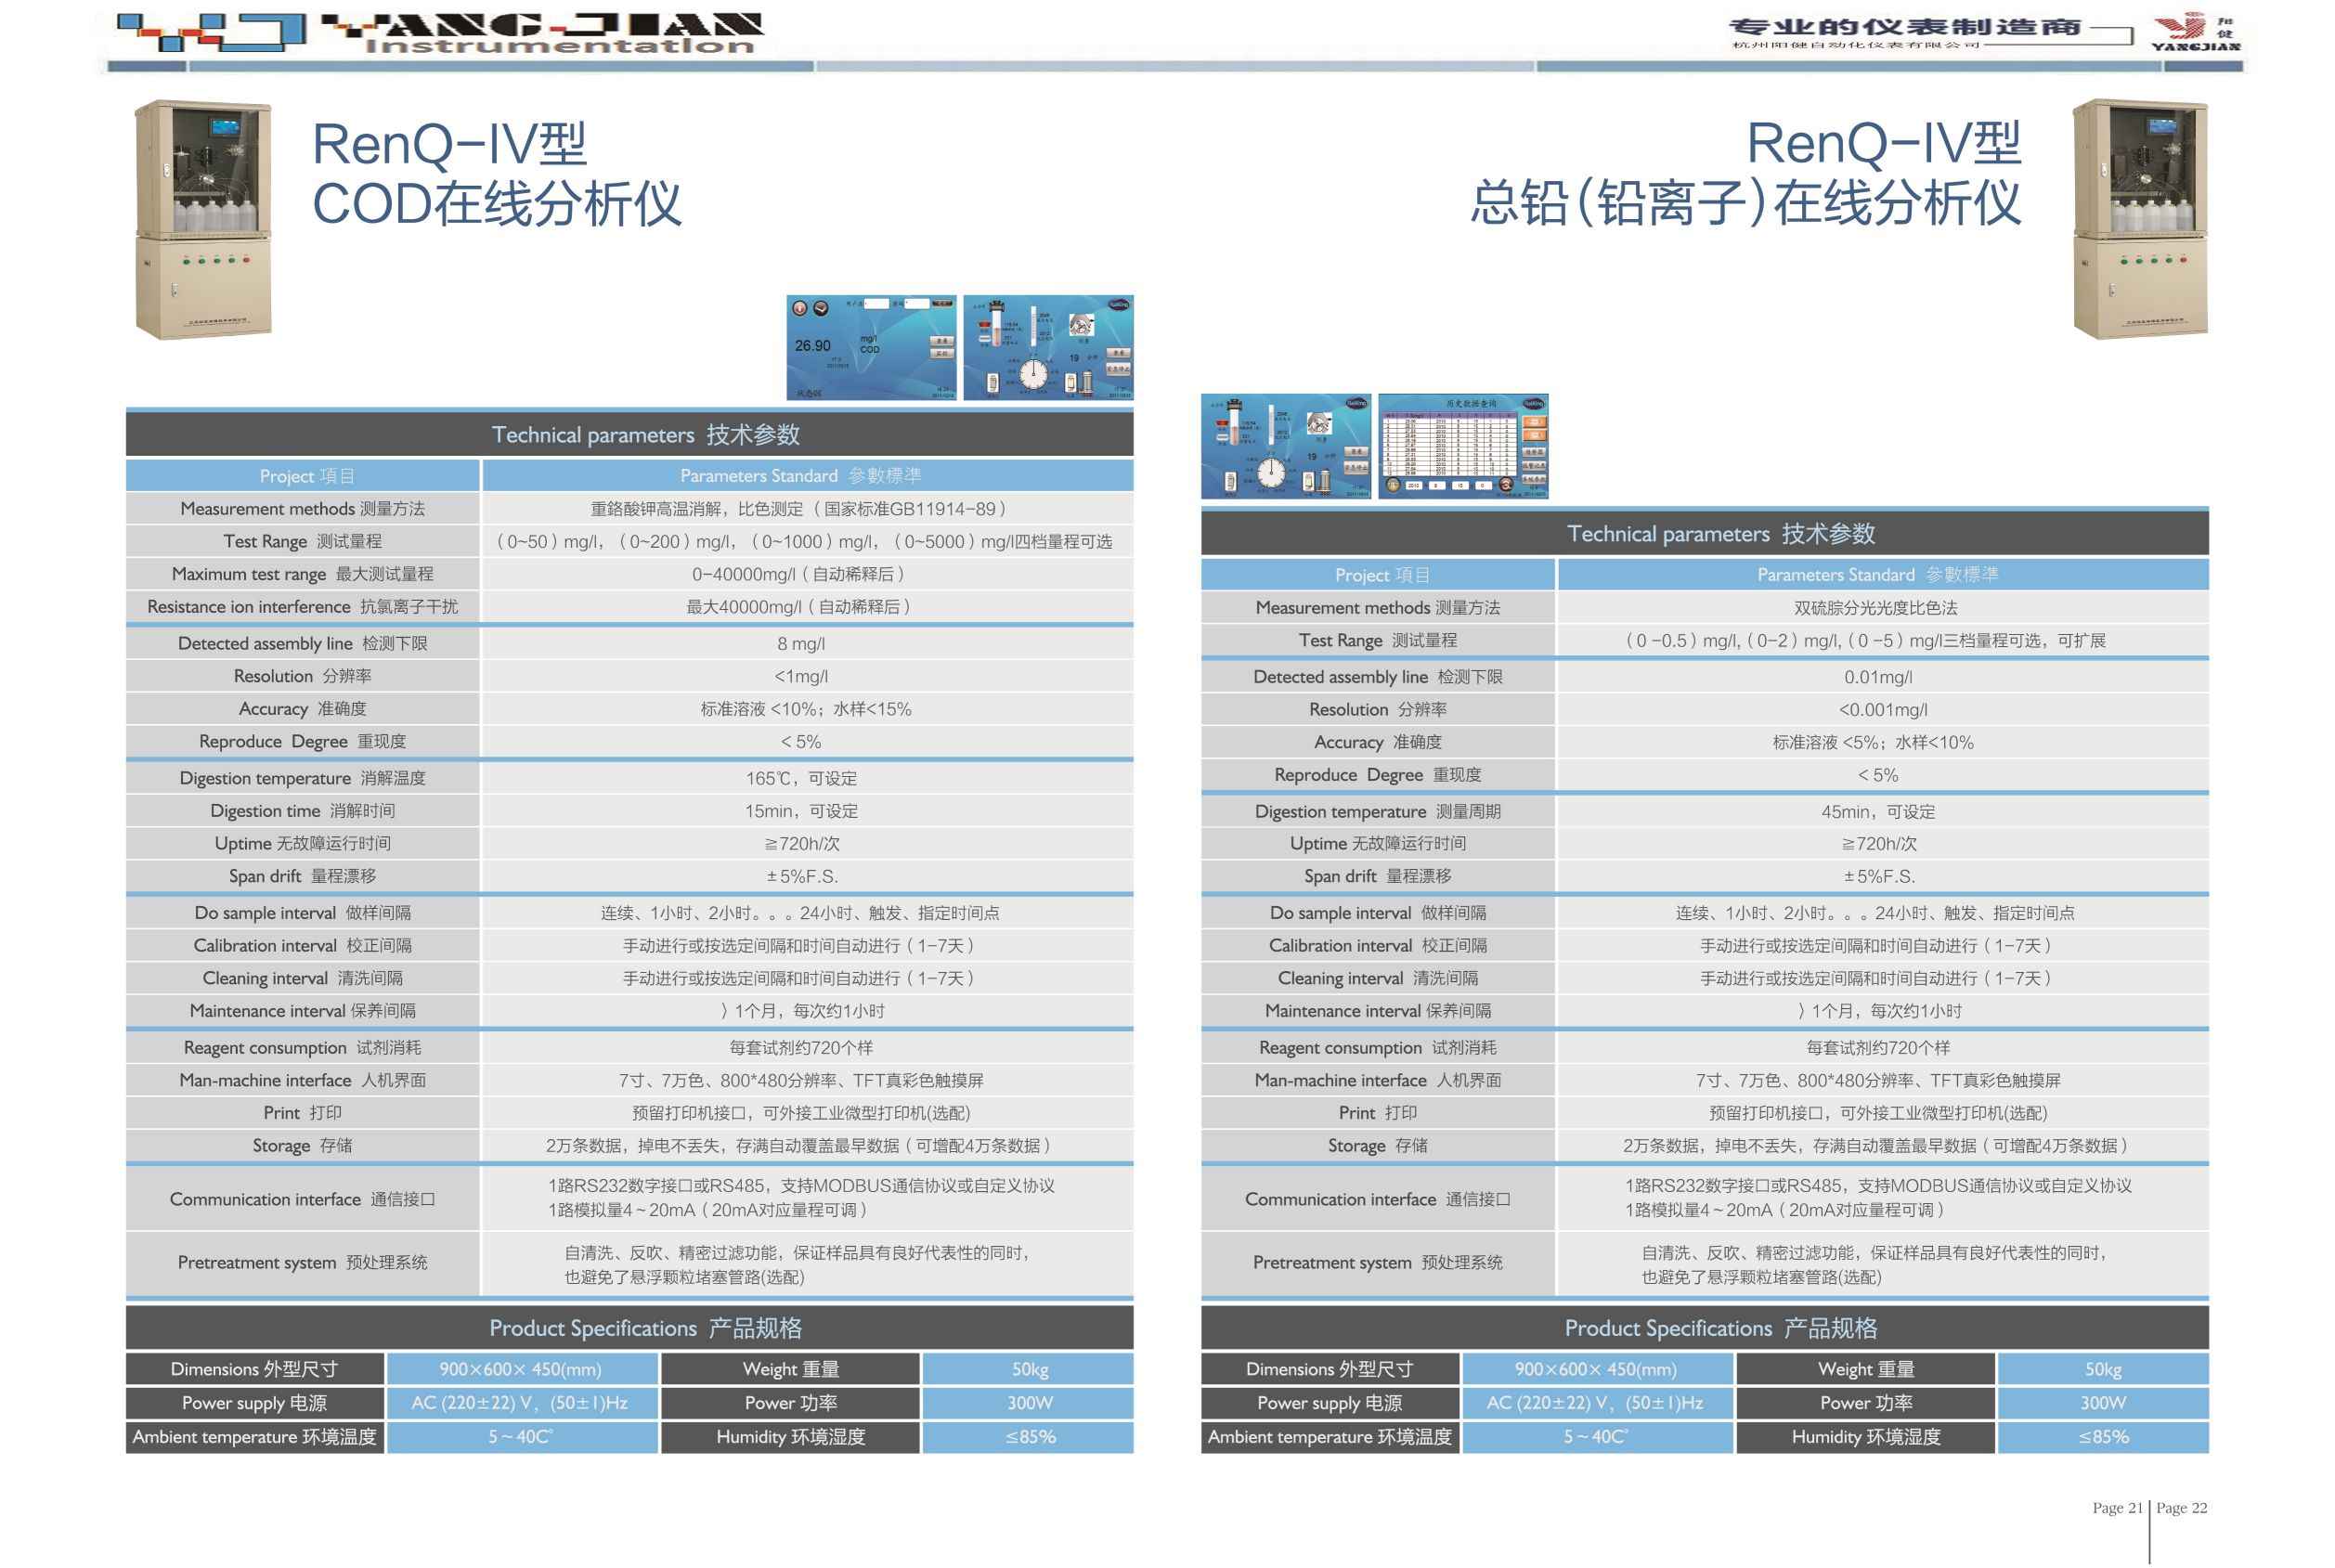 YANG-JIAN
Instrumentation
专业的仪表制造商
杭州阳健自动化仪表有限公司
阳健
YANGJIAN
RenQ-IV型
COD在线分析仪
26.90 mg/l COD
Technical parameters 技术参数
Project 項目 Parameters Standard 參數標準
Measurement methods 测量方法 重鉻酸钾高温消解，比色测定（国家标准GB11914-89）
Test Range 测试量程 （0~50）mg/l，（0~200）mg/l，（0~1000）mg/l，（0~5000）mg/l四档量程可选
Maximum test range 最大测试量程 0-40000mg/l（自动稀释后）
Resistance ion interference 抗氯离子干扰 最大40000mg/l（自动稀释后）
Detected assembly line 检测下限 8 mg/l
Resolution 分辨率 <1mg/l
Accuracy 准确度 标准溶液 <10%；水样<15%
Reproduce Degree 重现度 < 5%
Digestion temperature 消解温度 165℃，可设定
Digestion time 消解时间 15min，可设定
Uptime 无故障运行时间 ≧720h/次
Span drift 量程漂移 ±5%F.S.
Do sample interval 做样间隔 连续、1小时、2小时。。。24小时、触发、指定时间点
Calibration interval 校正间隔 手动进行或按选定间隔和时间自动进行（1-7天）
Cleaning interval 清洗间隔 手动进行或按选定间隔和时间自动进行（1-7天）
Maintenance interval 保养间隔 〉1个月，每次约1小时
Reagent consumption 试剂消耗 每套试剂约720个样
Man-machine interface 人机界面 7寸、7万色、800*480分辨率、TFT真彩色触摸屏
Print 打印 预留打印机接口，可外接工业微型打印机(选配)
Storage 存储 2万条数据，掉电不丢失，存满自动覆盖最早数据（可增配4万条数据）
Communication interface 通信接口 1路RS232数字接口或RS485，支持MODBUS通信协议或自定义协议
1路模拟量4~20mA（20mA对应量程可调）
Pretreatment system 预处理系统 自清洗、反吹、精密过滤功能，保证样品具有良好代表性的同时，
也避免了悬浮颗粒堵塞管路(选配)
Product Specifications 产品规格
Dimensions 外型尺寸 900×600× 450(mm) Weight 重量 50kg
Power supply 电源 AC (220±22) V，(50±1)Hz Power 功率 300W
Ambient temperature 环境温度 5~40C° Humidity 环境湿度 ≤85%
RenQ-IV型
总铅（铅离子）在线分析仪
历史数据查询
Technical parameters 技术参数
Project 項目 Parameters Standard 參數標準
Measurement methods 测量方法 双硫腙分光光度比色法
Test Range 测试量程 （0 -0.5）mg/l,（0-2）mg/l,（0 -5）mg/l三档量程可选，可扩展
Detected assembly line 检测下限 0.01mg/l
Resolution 分辨率 <0.001mg/l
Accuracy 准确度 标准溶液 <5%；水样<10%
Reproduce Degree 重现度 < 5%
Digestion temperature 测量周期 45min，可设定
Uptime 无故障运行时间 ≧720h/次
Span drift 量程漂移 ±5%F.S.
Do sample interval 做样间隔 连续、1小时、2小时。。。24小时、触发、指定时间点
Calibration interval 校正间隔 手动进行或按选定间隔和时间自动进行（1-7天）
Cleaning interval 清洗间隔 手动进行或按选定间隔和时间自动进行（1-7天）
Maintenance interval 保养间隔 〉1个月，每次约1小时
Reagent consumption 试剂消耗 每套试剂约720个样
Man-machine interface 人机界面 7寸、7万色、800*480分辨率、TFT真彩色触摸屏
Print 打印 预留打印机接口，可外接工业微型打印机(选配)
Storage 存储 2万条数据，掉电不丢失，存满自动覆盖最早数据（可增配4万条数据）
Communication interface 通信接口 1路RS232数字接口或RS485，支持MODBUS通信协议或自定义协议
1路模拟量4~20mA（20mA对应量程可调）
Pretreatment system 预处理系统 自清洗、反吹、精密过滤功能，保证样品具有良好代表性的同时，
也避免了悬浮颗粒堵塞管路(选配)
Product Specifications 产品规格
Dimensions 外型尺寸 900×600× 450(mm) Weight 重量 50kg
Power supply 电源 AC (220±22) V，(50±1)Hz Power 功率 300W
Ambient temperature 环境温度 5~40C° Humidity 环境湿度 ≤85%
Page 21 Page 22